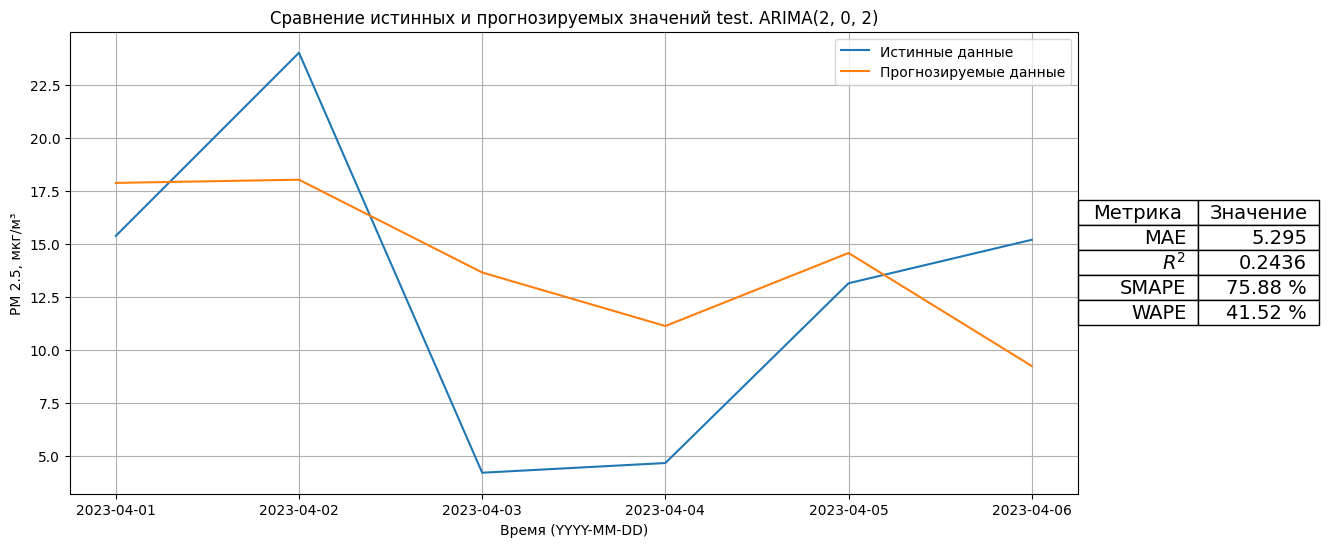 Сравнение истинных и прогнозируемых значений test. ARIMA(2, 0, 2)
Истинные данные
Прогнозируемые данные
22.5
20.0
17.5
15.0
12.5
10.0
7.5
5.0
PM 2.5, мкг/м³
2023-04-01 2023-04-02 2023-04-03 2023-04-04 2023-04-05 2023-04-06
Время (YYYY-MM-DD)
Метрика Значение
MAE 5.295
R² 0.2436
SMAPE 75.88 %
WAPE 41.52 %